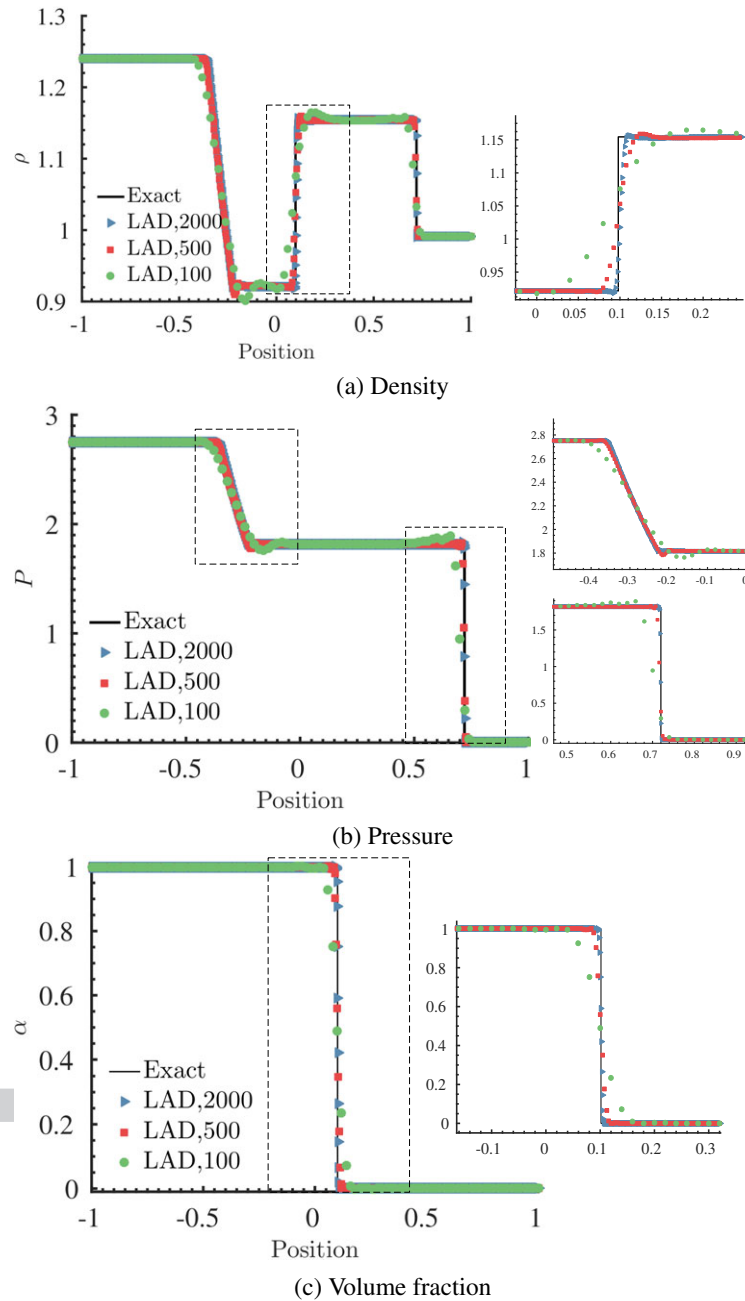 1.3
1.2
1.1
1
0.9
ρ
Exact
LAD,2000
LAD,500
LAD,100
-1 -0.5 0 0.5 1
Position
1.15
1.1
1.05
1
0.95
0 0.05 0.1 0.15 0.2
(a) Density
3
2
1
0
P
Exact
LAD,2000
LAD,500
LAD,100
-1 -0.5 0 0.5 1
Position
2.8
2.6
2.4
2.2
2
1.8
-0.4 -0.3 -0.2 -0.1 0
1.5
1
0.5
0
0.5 0.6 0.7 0.8 0.9
(b) Pressure
1
0.8
0.6
0.4
0.2
0
α
Exact
LAD,2000
LAD,500
LAD,100
-1 -0.5 0 0.5 1
Position
1
0.8
0.6
0.4
0.2
0
-0.1 0 0.1 0.2 0.3
(c) Volume fraction